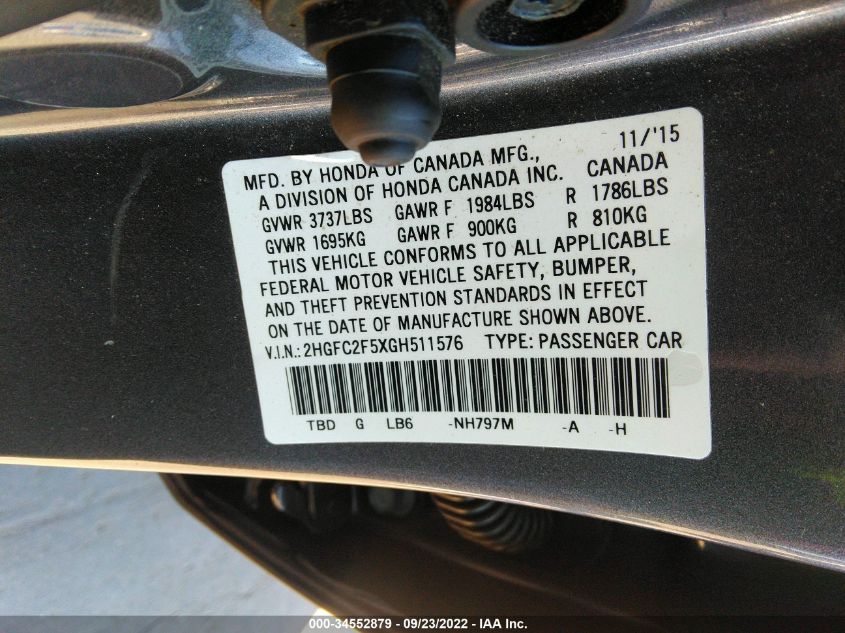 11/'15
MFD. BY HONDA OF CANADA MFG.,
A DIVISION OF HONDA CANADA INC. CANADA
GVWR 3737LBS GAWR F 1984LBS R 1786LBS
GVWR 1695KG GAWR F 900KG R 810KG
THIS VEHICLE CONFORMS TO ALL APPLICABLE
FEDERAL MOTOR VEHICLE SAFETY, BUMPER,
AND THEFT PREVENTION STANDARDS IN EFFECT
ON THE DATE OF MANUFACTURE SHOWN ABOVE.
V.I.N.: 2HGFC2F5XGH511576 TYPE: PASSENGER CAR
TBD G LB6 -NH797M -A -H
000-34552879 - 09/23/2022 - IAA Inc.